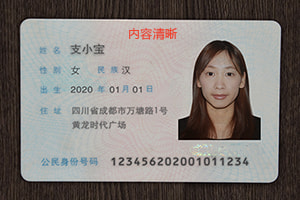 内容清晰
姓名 支小宝
性别 女 民族 汉
出生 2020 年 01 月 01 日
住址 四川省成都市万塘路1号
黄龙时代广场
公民身份号码 123456202001011234